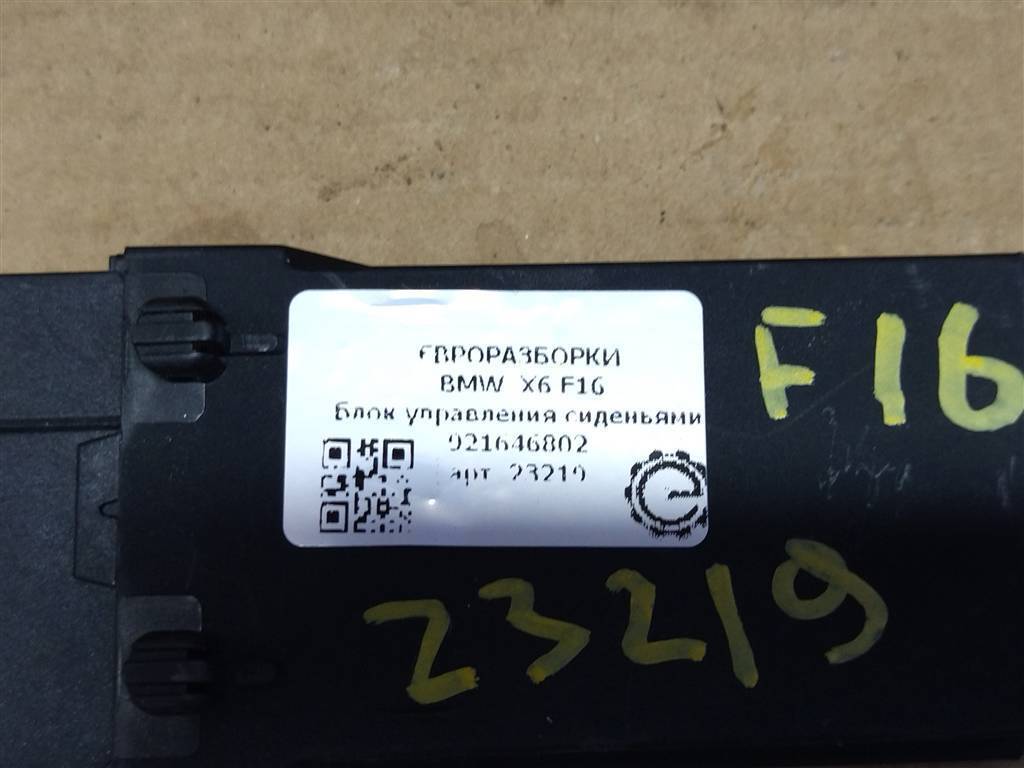 ЕВРОРАЗБОРКИ
BMW X6 F16
блок управления сиденьями
921646802
арт 23219
F16
23219